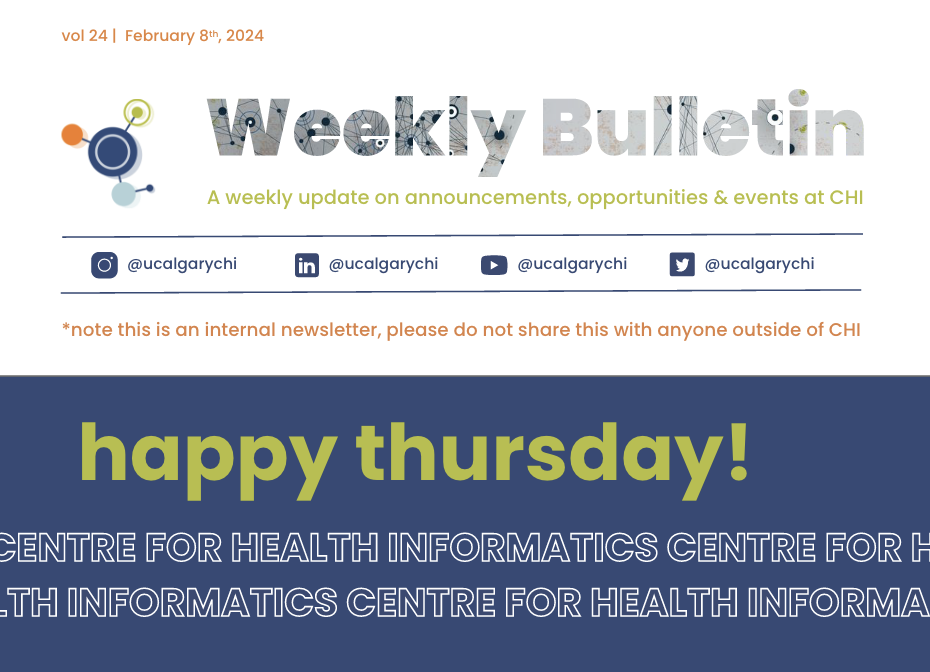 vol 24 | February 8th, 2024
Weekly Bulletin
A weekly update on announcements, opportunities & events at CHI
@ucalgarychi @ucalgarychi @ucalgarychi @ucalgarychi
*note this is an internal newsletter, please do not share this with anyone outside of CHI
happy thursday!
CENTRE FOR HEALTH INFORMATICS CENTRE FOR H
LTH INFORMATICS CENTRE FOR HEALTH INFORMA